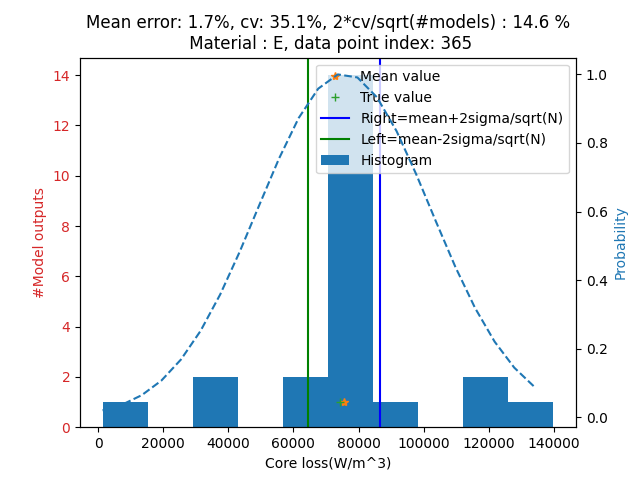 Mean error: 1.7%, cv: 35.1%, 2*cv/sqrt(#models) : 14.6 %
Material : E, data point index: 365
Mean value
True value
Right=mean+2sigma/sqrt(N)
Left=mean-2sigma/sqrt(N)
Histogram
#Model outputs
14
12
10
8
6
4
2
0
1.0
0.8
0.6
0.4
0.2
0.0
Probability
0 20000 40000 60000 80000 100000 120000 140000
Core loss(W/m^3)